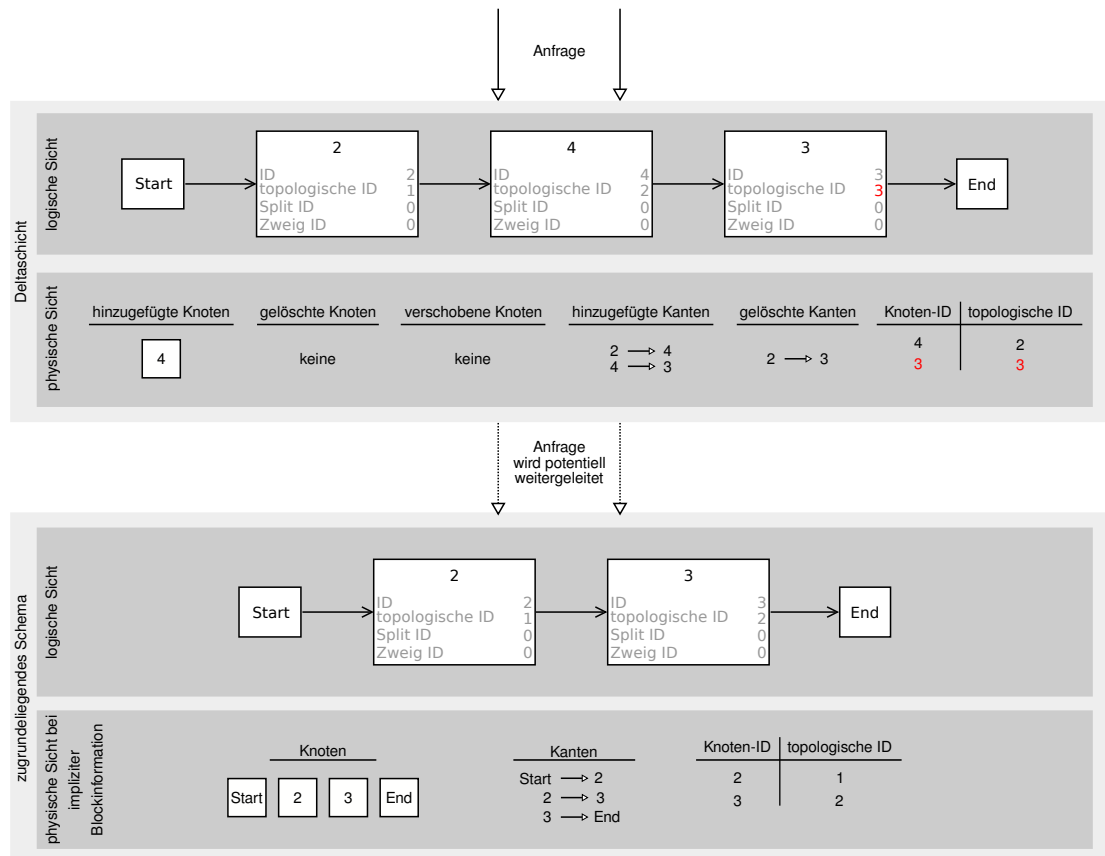 Anfrage
Deltaschicht
logische Sicht
Start
2
ID 2
topologische ID 1
Split ID 0
Zweig ID 0
4
ID 4
topologische ID 2
Split ID 0
Zweig ID 0
3
ID 3
topologische ID 3
Split ID 0
Zweig ID 0
End
physische Sicht
hinzugefügte Knoten
4
gelöschte Knoten
keine
verschobene Knoten
keine
hinzugefügte Kanten
2 4
4 3
gelöschte Kanten
2 3
Knoten-ID topologische ID
4 2
3 3
Anfrage
wird potentiell
weitergeleitet
zugrundeliegendes Schema
logische Sicht
Start
2
ID 2
topologische ID 1
Split ID 0
Zweig ID 0
3
ID 3
topologische ID 2
Split ID 0
Zweig ID 0
End
physische Sicht bei
impliziter
Blockinformation
Knoten
Start 2 3 End
Kanten
Start 2
2 3
3 End
Knoten-ID topologische ID
2 1
3 2